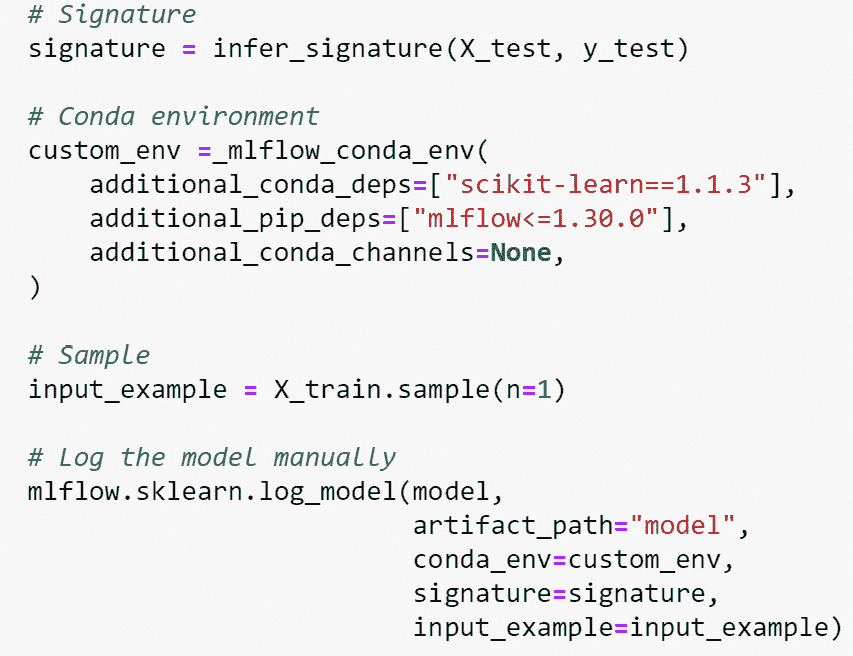 # Signature
signature = infer_signature(X_test, y_test)

# Conda environment
custom_env =_mlflow_conda_env(
    additional_conda_deps=["scikit-learn==1.1.3"],
    additional_pip_deps=["mlflow<=1.30.0"],
    additional_conda_channels=None,
)

# Sample
input_example = X_train.sample(n=1)

# Log the model manually
mlflow.sklearn.log_model(model,
                         artifact_path="model",
                         conda_env=custom_env,
                         signature=signature,
                         input_example=input_example)